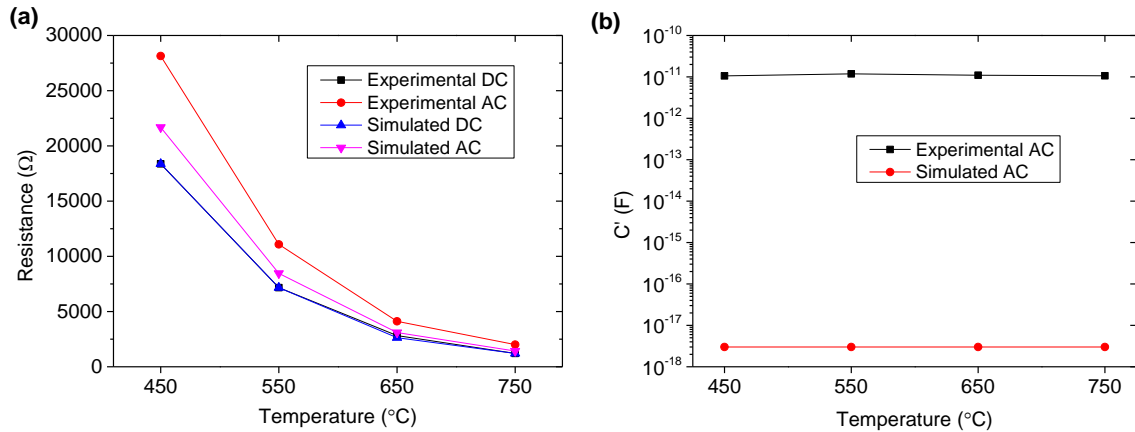 (a)
30000
25000
20000
15000
10000
5000
0
Resistance (Ω)
450 550 650 750
Temperature (°C)
Experimental DC
Experimental AC
Simulated DC
Simulated AC
(b)
10⁻¹⁰
10⁻¹¹
10⁻¹²
10⁻¹³
10⁻¹⁴
10⁻¹⁵
10⁻¹⁶
10⁻¹⁷
10⁻¹⁸
C' (F)
450 550 650 750
Temperature (°C)
Experimental AC
Simulated AC